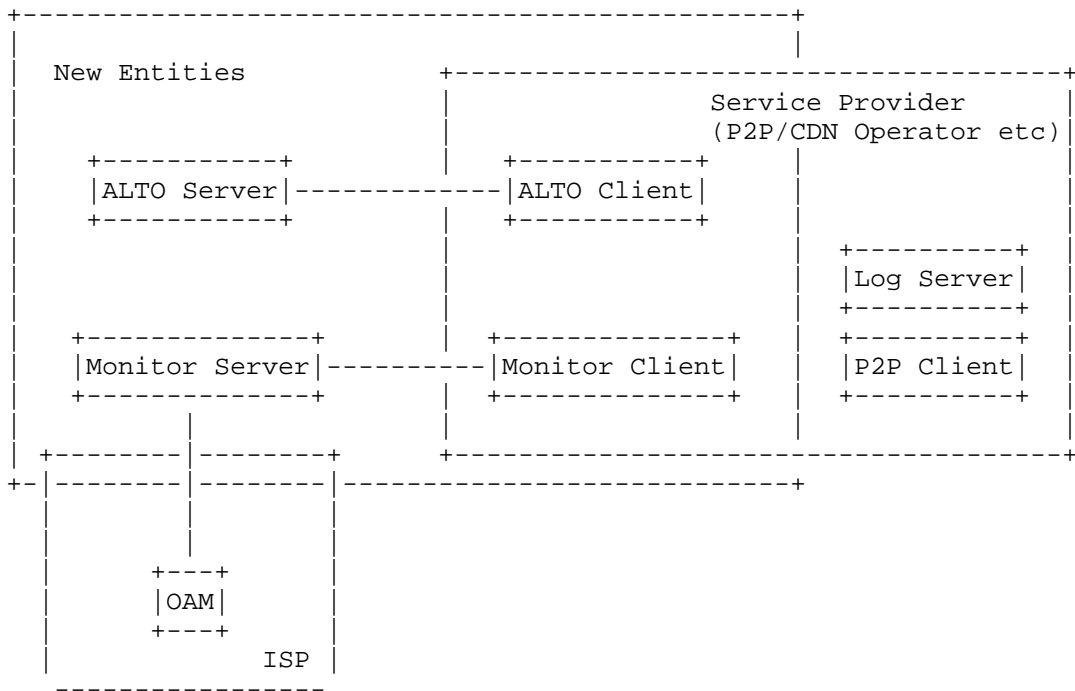 New Entities
Service Provider
(P2P/CDN Operator etc)
ALTO Server
ALTO Client
Log Server
Monitor Server
Monitor Client
P2P Client
OAM
ISP